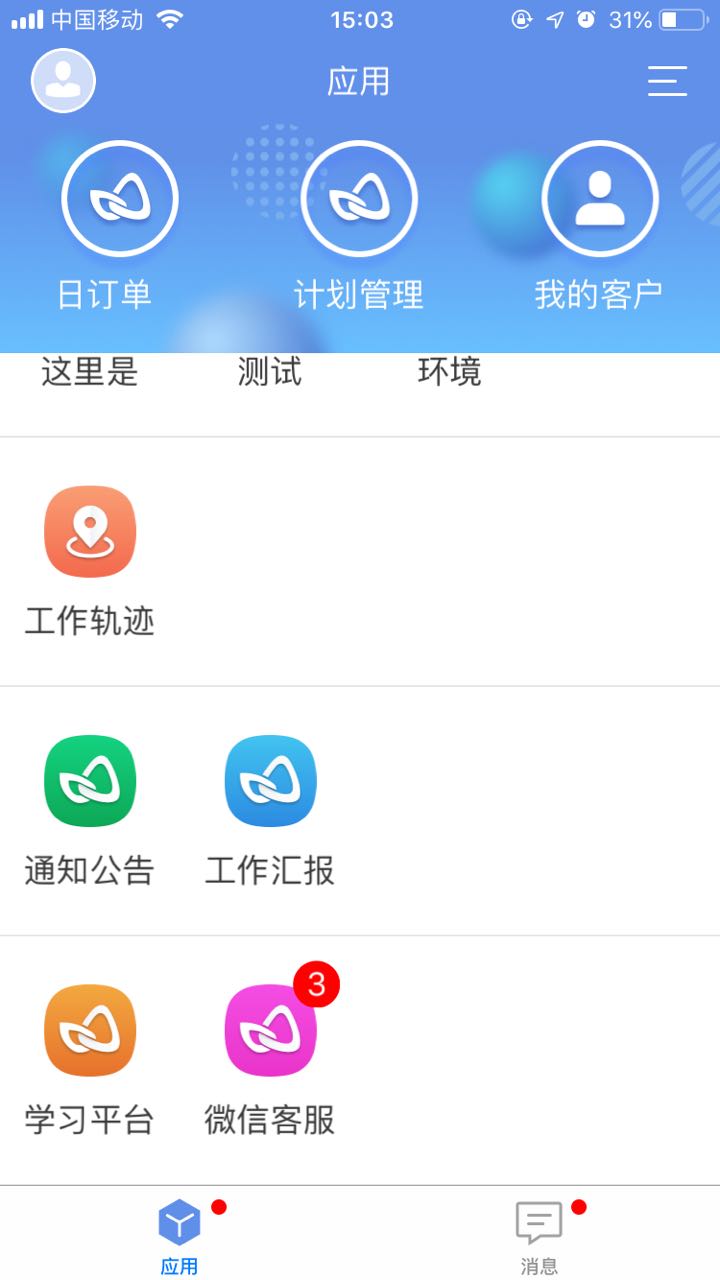 中国移动 15:03 31%
应用
日订单 计划管理 我的客户
这里是 测试 环境
工作轨迹
通知公告 工作汇报
3
学习平台 微信客服
应用 消息